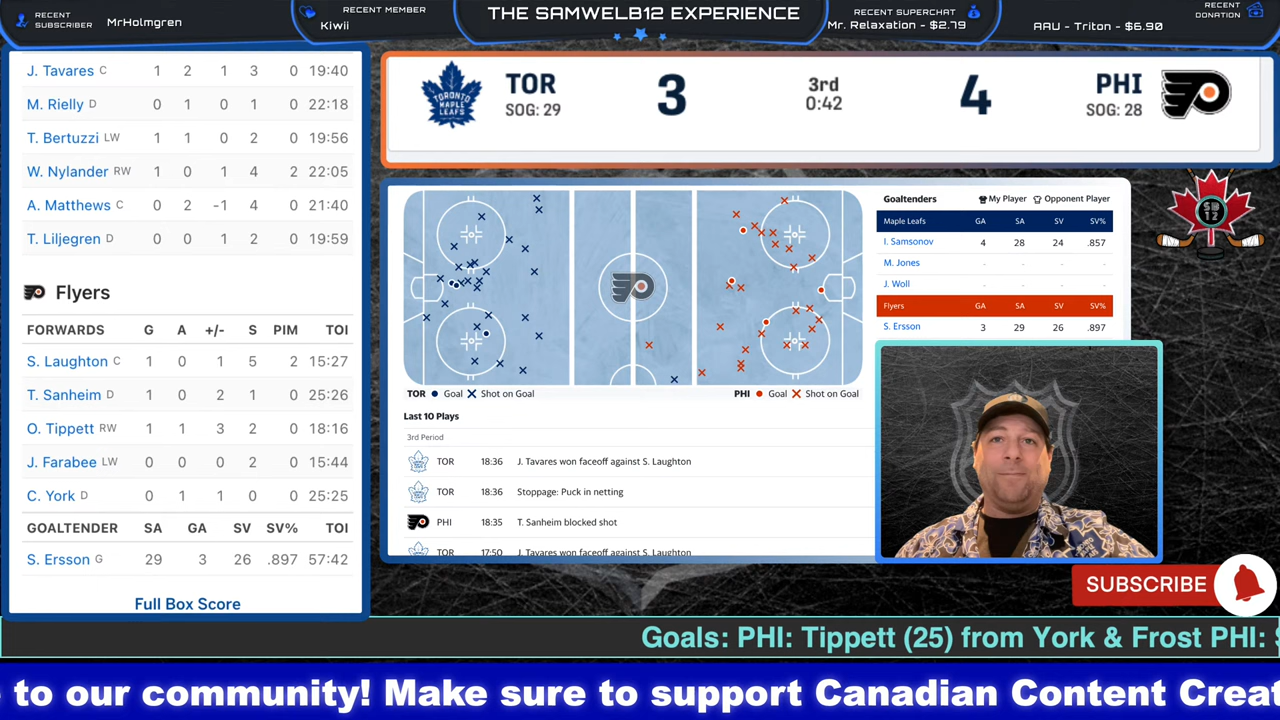 RECENT SUBSCRIBER
MrHolmgren
RECENT MEMBER
Kiwii
THE SAMWELB12 EXPERIENCE
RECENT SUPERCHAT
Mr. Relaxation - $2.79
RECENT DONATION
AAU - Triton - $6.90
J. Tavares C 1 2 1 3 0 19:40
M. Rielly D 0 1 0 1 0 22:18
T. Bertuzzi LW 1 1 0 2 0 19:56
W. Nylander RW 1 0 1 4 2 22:05
A. Matthews C 0 2 -1 4 0 21:40
T. Liljegren D 0 0 1 2 0 19:59
Flyers
FORWARDS G A +/- S PIM TOI
S. Laughton C 1 0 1 5 2 15:27
T. Sanheim D 1 0 2 1 0 25:26
O. Tippett RW 1 1 3 2 0 18:16
J. Farabee LW 0 0 0 2 0 15:44
C. York D 0 1 1 0 0 25:25
GOALTENDER SA GA SV SV% TOI
S. Ersson G 29 3 26 .897 57:42
Full Box Score
TORONTO MAPLE LEAFS
TOR 3 3rd 4 PHI
SOG: 29 0:42 SOG: 28
Goaltenders My Player Opponent Player
Maple Leafs GA SA SV SV%
I. Samsonov 4 28 24 .857
M. Jones - - - -
J. Woll - - - -
Flyers GA SA SV SV%
S. Ersson 3 29 26 .897
SB
12
TOR Goal Shot on Goal PHI Goal Shot on Goal
Last 10 Plays
3rd Period
TOR 18:36 J. Tavares won faceoff against S. Laughton
TOR 18:36 Stoppage: Puck in netting
PHI 18:35 T. Sanheim blocked shot
TOR 17:50 J. Tavares won faceoff against S. Laughton
SUBSCRIBE
Goals: PHI: Tippett (25) from York & Frost PHI:
to our community! Make sure to support Canadian Content Creat